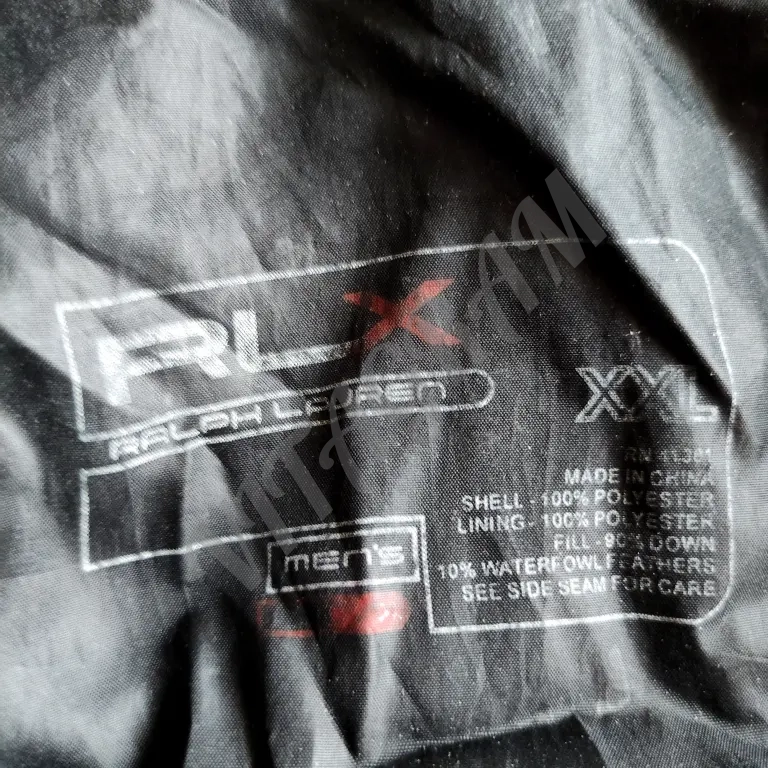 RLX
RALPH LAUREN
XXL
RN 41381
MADE IN CHINA
SHELL - 100% POLYESTER
LINING - 100% POLYESTER
FILL - 90% DOWN
10% WATERFOWL FEATHERS
SEE SIDE SEAM FOR CARE
MEN'S